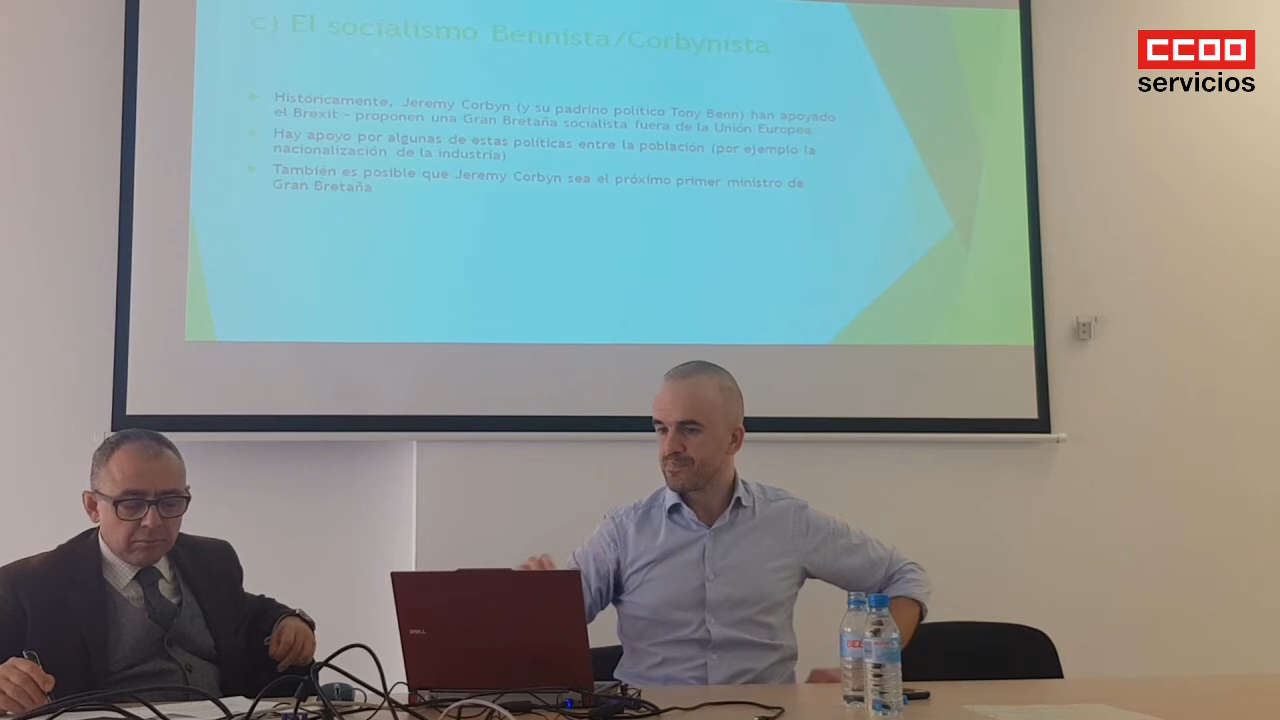 c) El socialismo Bennista/Corbynista
Históricamente, Jeremy Corbyn (y su padrino político Tony Benn) han apoyado
el Brexit - proponen una Gran Bretaña socialista fuera de la Unión Europea
Hay apoyo por algunas de estas políticas entre la población (por ejemplo la
nacionalización de la industria)
También es posible que Jeremy Corbyn sea el próximo primer ministro de
Gran Bretaña
CCOO
servicios
DELL